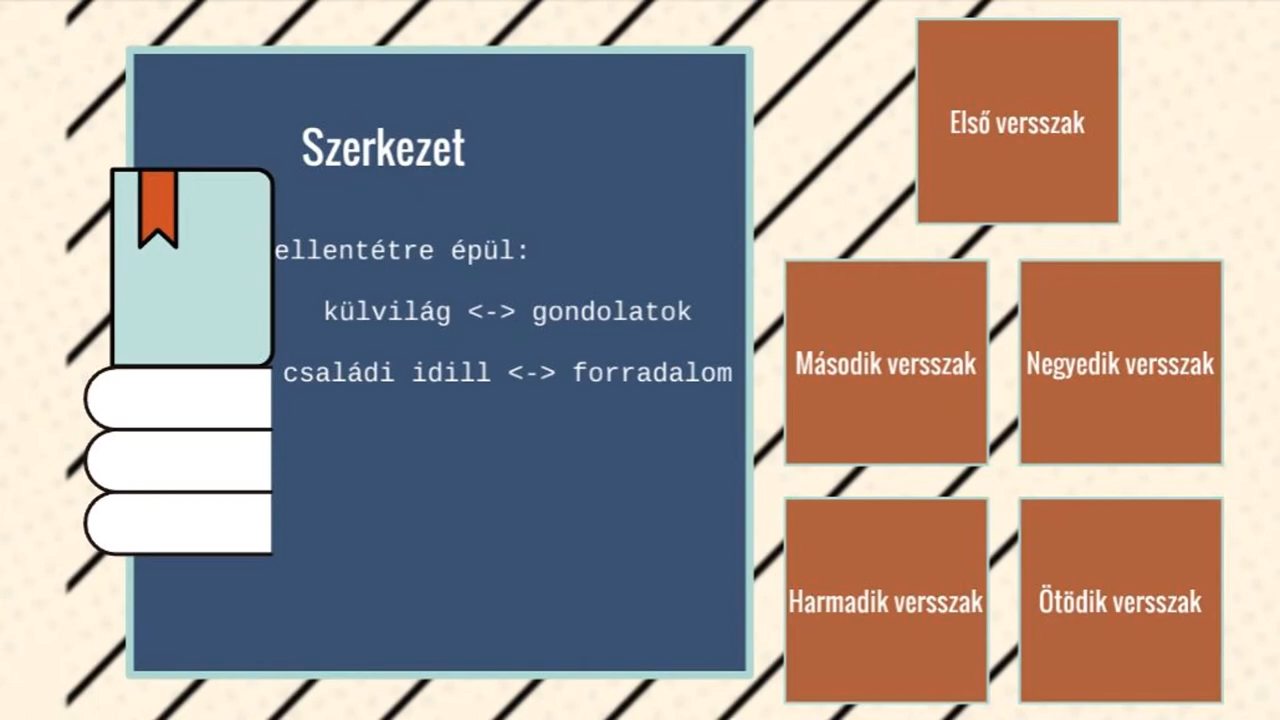 Szerkezet
ellentétre épül:
külvilág <-> gondolatok
családi idill <-> forradalom
Első versszak
Második versszak
Negyedik versszak
Harmadik versszak
Ötödik versszak